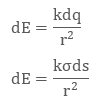 dE = kdq / r²
dE = kσds / r²